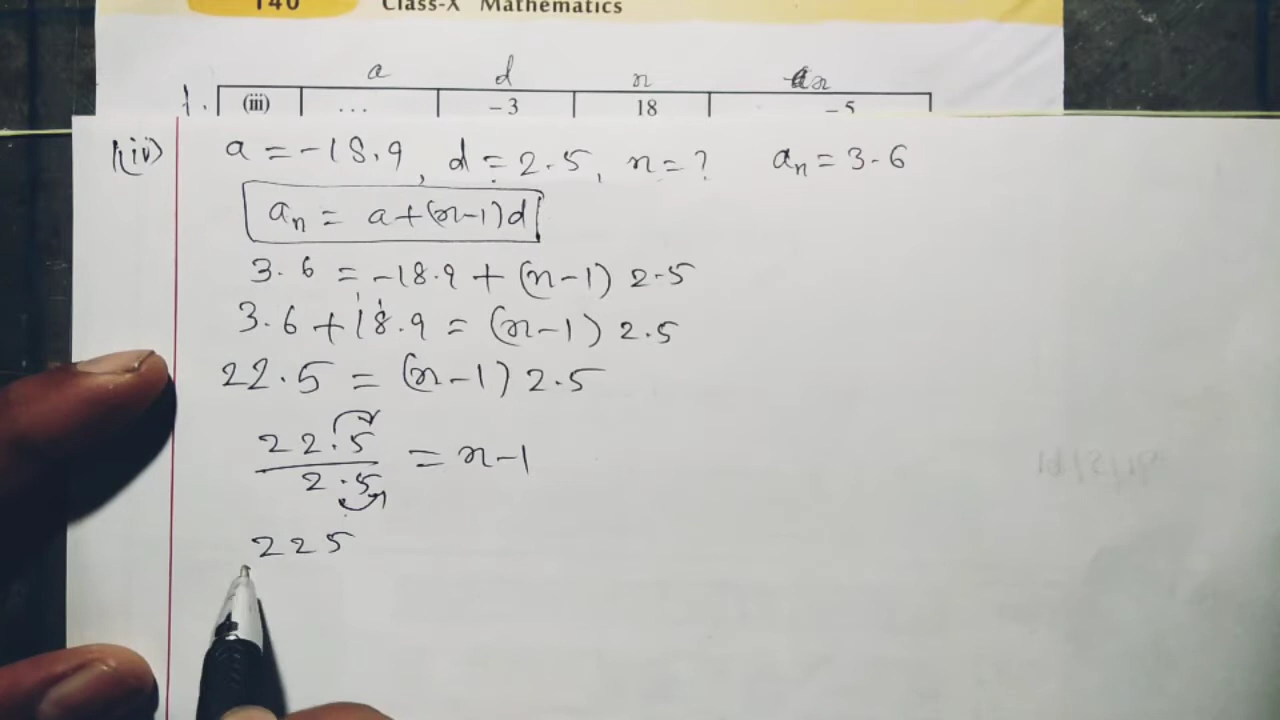 140 Class-X Mathematics
a d n an
1. (iii) ... -3 18 -5
(iv) a = -18.9, d = 2.5, n = ? an = 3.6
an = a+(n-1)d
3.6 = -18.9 + (n-1) 2.5
3.6 + 18.9 = (n-1) 2.5
22.5 = (n-1) 2.5
22.5 / 2.5 = n-1
225